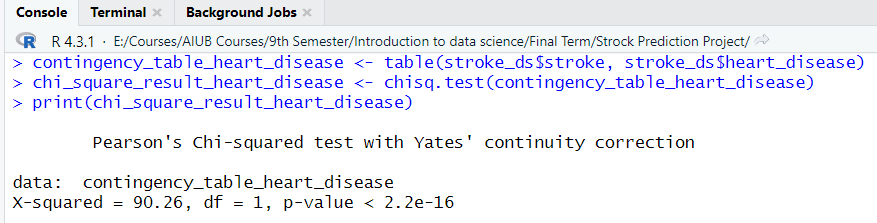 Console Terminal × Background Jobs ×
R R 4.3.1 · E:/Courses/AIUB Courses/9th Semester/Introduction to data science/Final Term/Strock Prediction Project/
> contingency_table_heart_disease <- table(stroke_ds$stroke, stroke_ds$heart_disease)
> chi_square_result_heart_disease <- chisq.test(contingency_table_heart_disease)
> print(chi_square_result_heart_disease)
Pearson's Chi-squared test with Yates' continuity correction
data:  contingency_table_heart_disease
X-squared = 90.26, df = 1, p-value < 2.2e-16